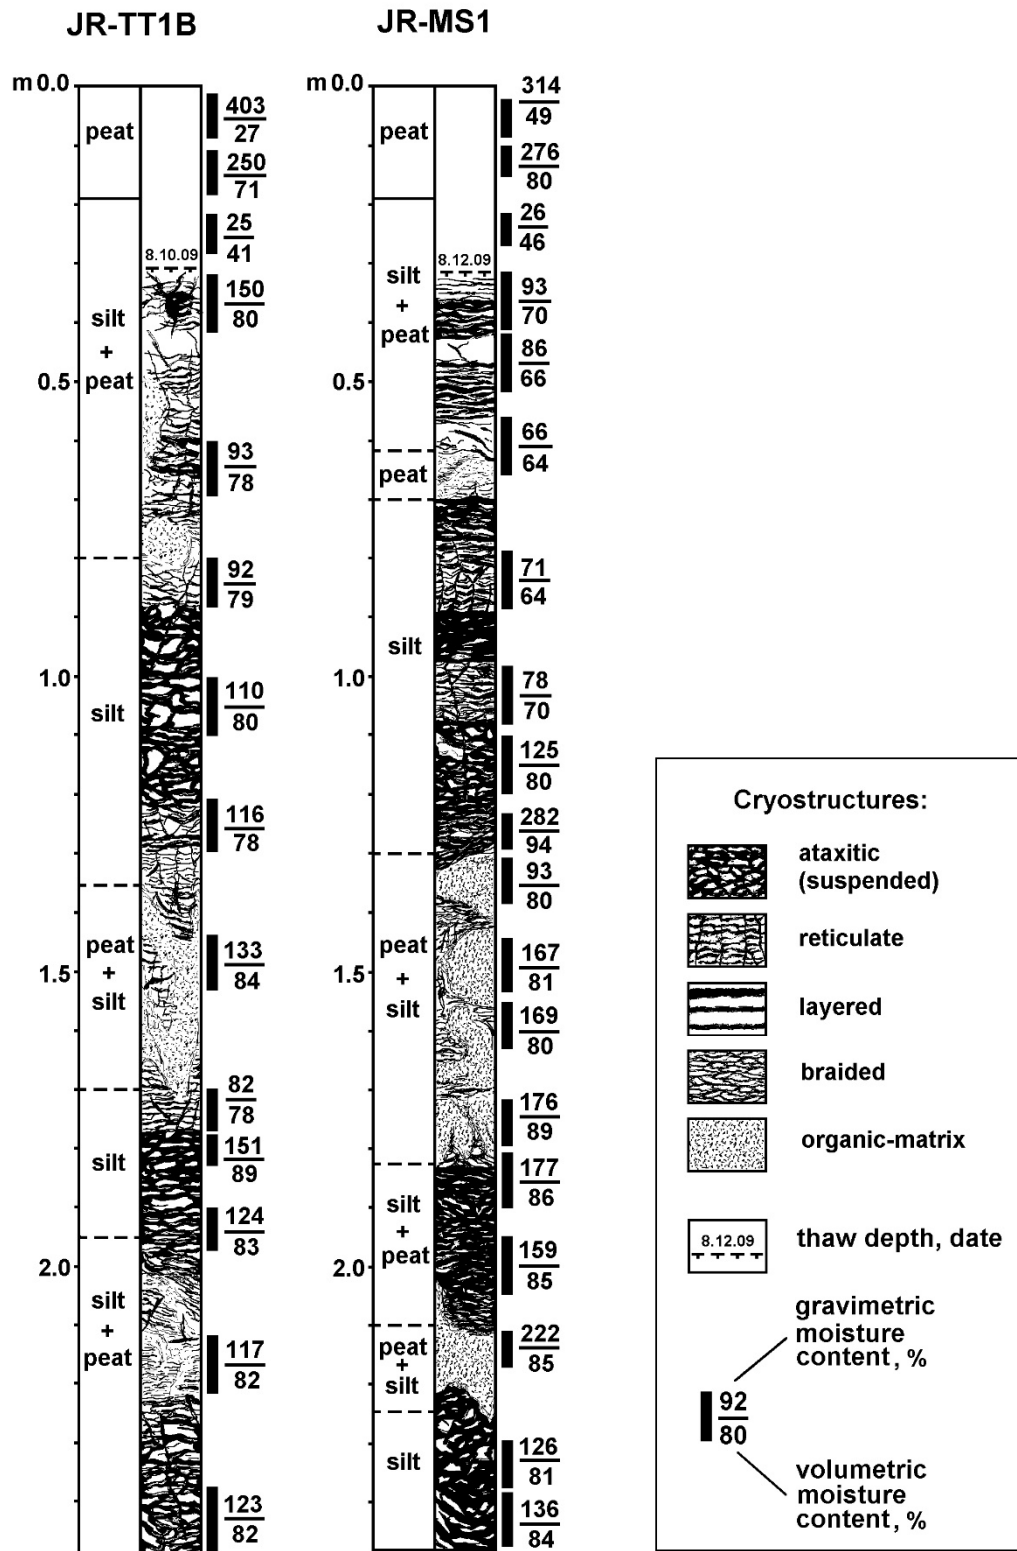 JR-TT1B
m 0.0
0.5
1.0
1.5
2.0
peat
silt
+
peat
silt
peat
+
silt
silt
silt
+
peat
8.10.09
403
27
250
71
25
41
150
80
93
78
92
79
110
80
116
78
133
84
82
78
151
89
124
83
117
82
123
82
JR-MS1
m 0.0
0.5
1.0
1.5
2.0
peat
silt
+
peat
peat
silt
peat
+
silt
silt
+
peat
peat
+
silt
silt
8.12.09
314
49
276
80
26
46
93
70
86
66
66
64
71
64
78
70
125
80
282
94
93
80
167
81
169
80
176
89
177
86
159
85
222
85
126
81
136
84
Cryostructures:
ataxitic
(suspended)
reticulate
layered
braided
organic-matrix
8.12.09
thaw depth, date
gravimetric
moisture
content, %
92
80
volumetric
moisture
content, %